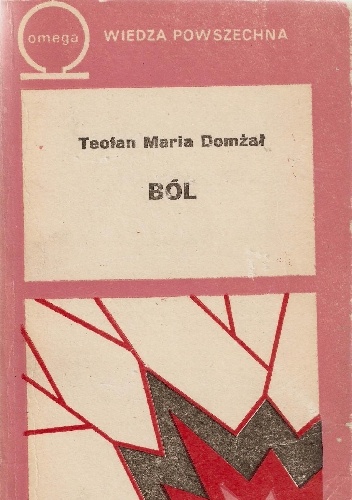 omega
WIEDZA POWSZECHNA
Teofan Maria Domżał
BÓL